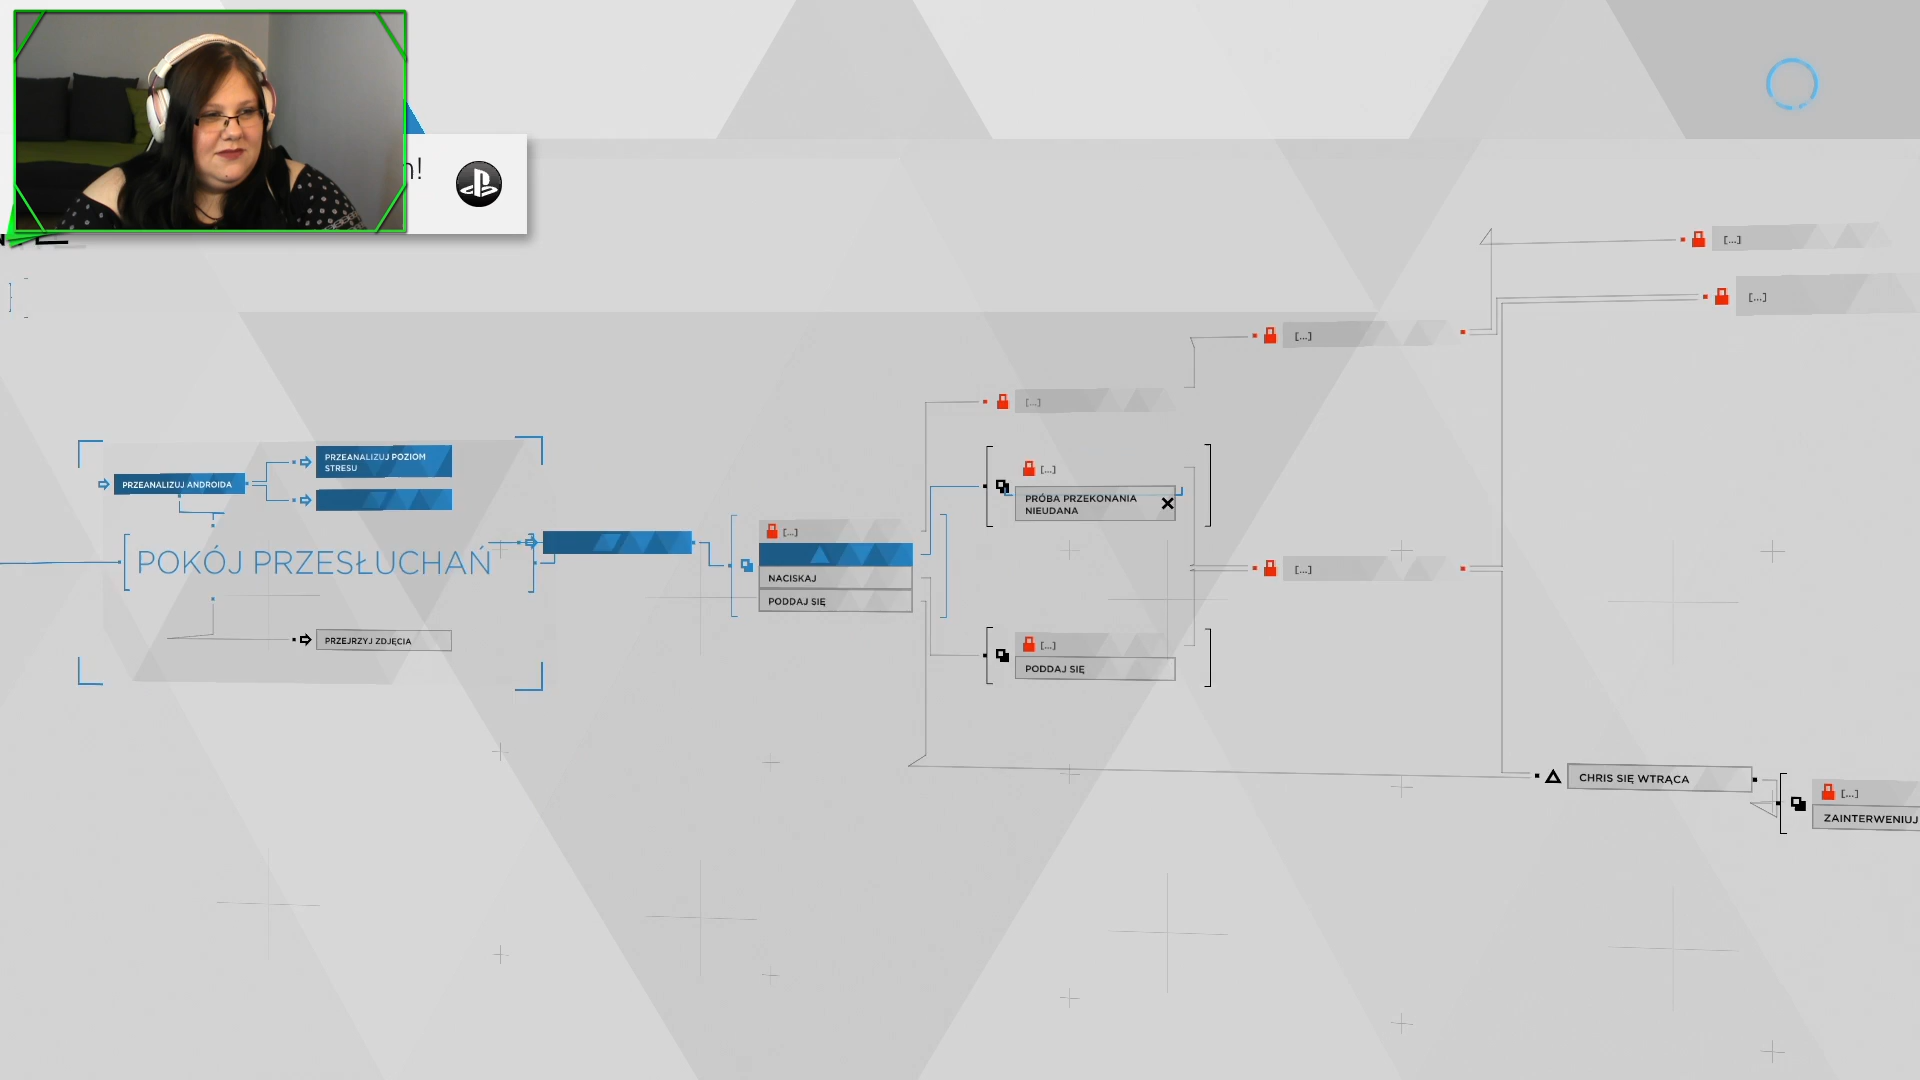 !
[...]
[...]
[...]
[...]
PRZEANALIZUJ POZIOM
STRESU
PRZEANALIZUJ ANDROIDA
[...]
PRÓBA PRZEKONANIA
NIEUDANA
[...]
POKÓJ PRZESŁUCHAŃ
NACISKAJ
PODDAJ SIĘ
[...]
PRZEJRZYJ ZDJĘCIA
[...]
PODDAJ SIĘ
CHRIS SIĘ WTRĄCA
[...]
ZAINTERWENIUJ